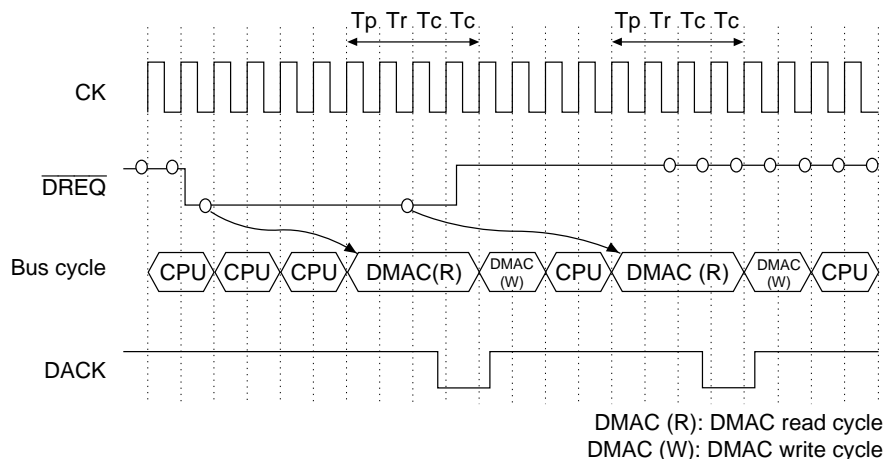 Tp Tr Tc Tc Tp Tr Tc Tc
CK
DREQ
Bus cycle CPU CPU CPU DMAC(R) DMAC (W) CPU DMAC (R) DMAC (W) CPU
DACK
DMAC (R): DMAC read cycle
DMAC (W): DMAC write cycle